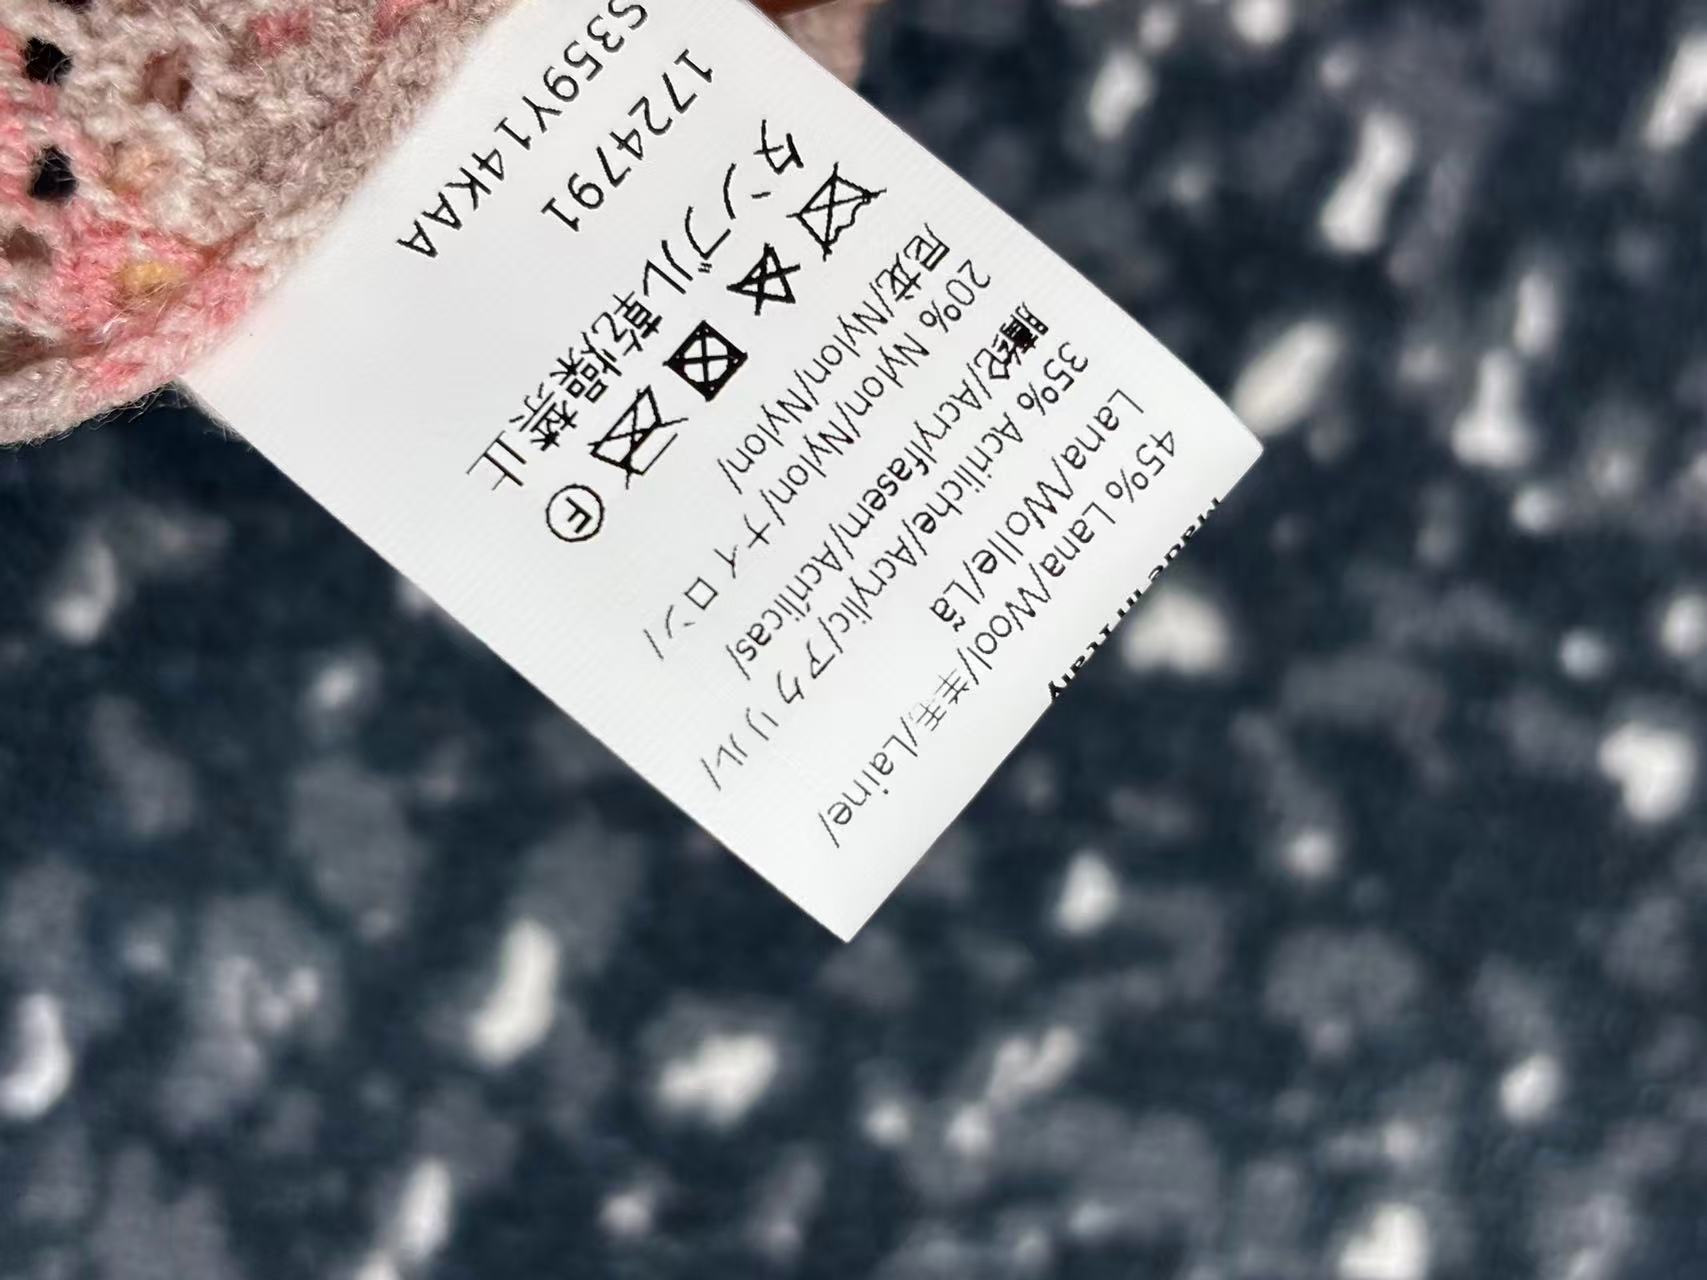 Made in Italy
45% Lana/Wool/羊毛/Laine/
Lana/Wolle/Lã
35% Acriliche/Acrylic/アクリル/
腈纶/Acrylfasern/Acrílicas/
20% Nylon/Nylon/ナイロン/
尼龙/Nylon/Nylon/
F
タンブル乾燥禁止
1724791
S359Y14KAA